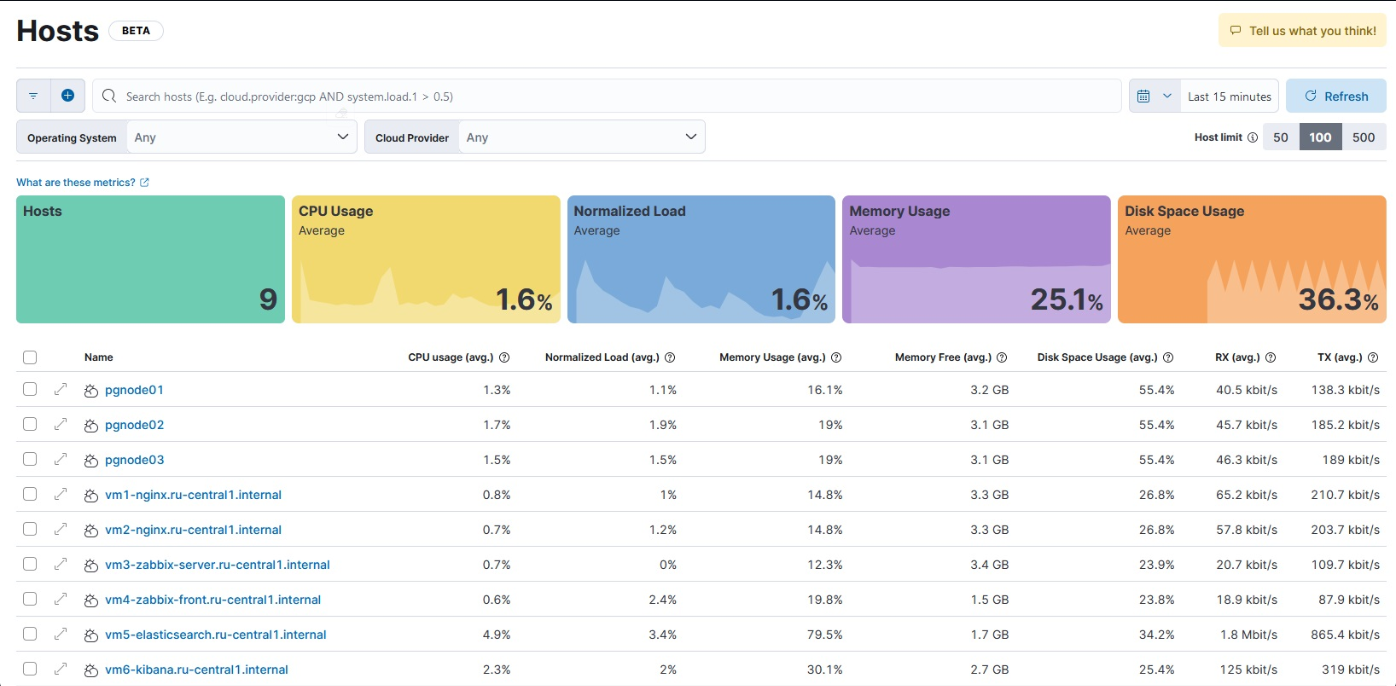 Hosts BETA
Tell us what you think!
Search hosts (E.g. cloud.provider:gcp AND system.load.1 > 0.5)
Last 15 minutes
Refresh
Operating System Any
Cloud Provider Any
Host limit 50 100 500
What are these metrics?
Hosts
9
CPU Usage
Average
1.6%
Normalized Load
Average
1.6%
Memory Usage
Average
25.1%
Disk Space Usage
Average
36.3%
Name CPU usage (avg.) Normalized Load (avg.) Memory Usage (avg.) Memory Free (avg.) Disk Space Usage (avg.) RX (avg.) TX (avg.)
pgnode01 1.3% 1.1% 16.1% 3.2 GB 55.4% 40.5 kbit/s 138.3 kbit/s
pgnode02 1.7% 1.9% 19% 3.1 GB 55.4% 45.7 kbit/s 185.2 kbit/s
pgnode03 1.5% 1.5% 19% 3.1 GB 55.4% 46.3 kbit/s 189 kbit/s
vm1-nginx.ru-central1.internal 0.8% 1% 14.8% 3.3 GB 26.8% 65.2 kbit/s 210.7 kbit/s
vm2-nginx.ru-central1.internal 0.7% 1.2% 14.8% 3.3 GB 26.8% 57.8 kbit/s 203.7 kbit/s
vm3-zabbix-server.ru-central1.internal 0.7% 0% 12.3% 3.4 GB 23.9% 20.7 kbit/s 109.7 kbit/s
vm4-zabbix-front.ru-central1.internal 0.6% 2.4% 19.8% 1.5 GB 23.8% 18.9 kbit/s 87.9 kbit/s
vm5-elasticsearch.ru-central1.internal 4.9% 3.4% 79.5% 1.7 GB 34.2% 1.8 Mbit/s 865.4 kbit/s
vm6-kibana.ru-central1.internal 2.3% 2% 30.1% 2.7 GB 25.4% 125 kbit/s 319 kbit/s